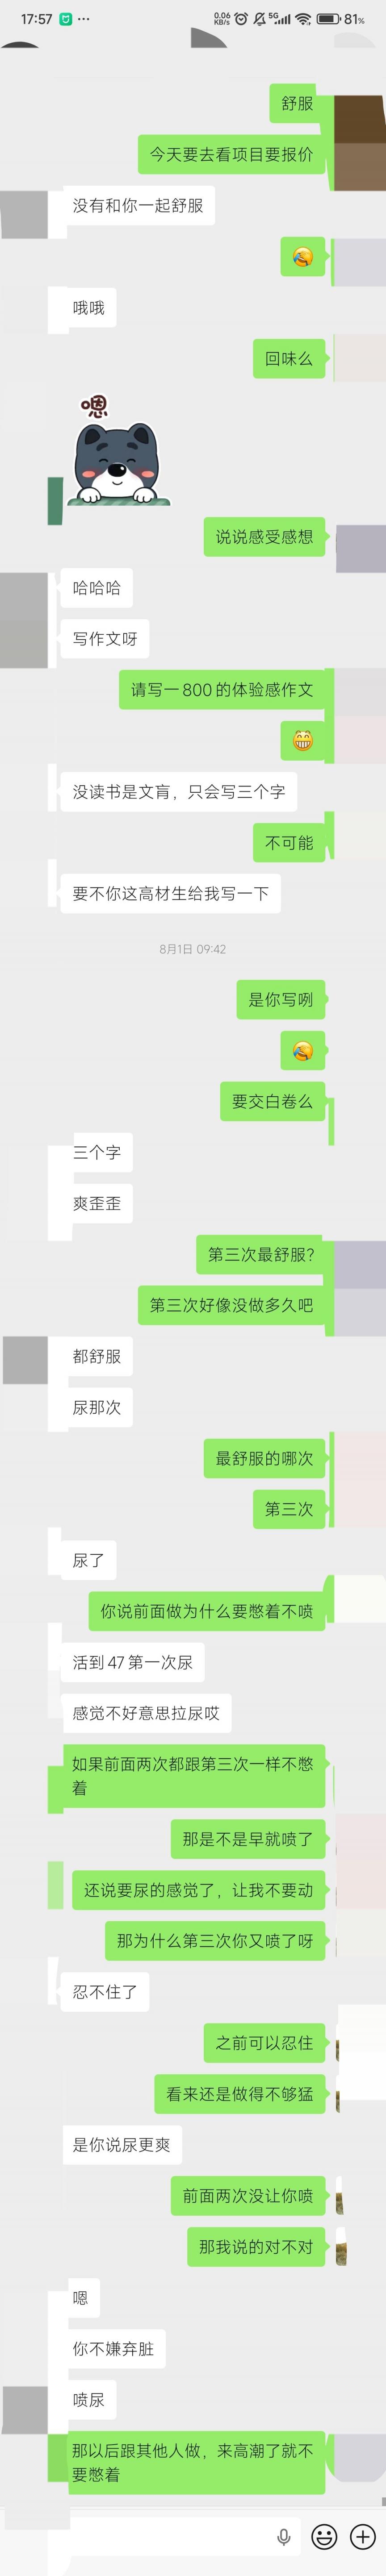 17:57
0.06
KB/s
5G
81%
舒服
今天要去看项目要报价
没有和你一起舒服
哦哦
回味么
嗯
说说感受感想
哈哈哈
写作文呀
请写一800的体验感作文
没读书是文盲，只会写三个字
不可能
要不你这高材生给我写一下
8月1日 09:42
是你写咧
要交白卷么
三个字
爽歪歪
第三次最舒服？
第三次好像没做多久吧
都舒服
尿那次
最舒服的哪次
第三次
尿了
你说前面做为什么要憋着不喷
活到47第一次尿
感觉不好意思拉尿哎
如果前面两次都跟第三次一样不憋
着
那是不是早就喷了
还说要尿的感觉了，让我不要动
那为什么第三次你又喷了呀
忍不住了
之前可以忍住
看来还是做得不够猛
是你说尿更爽
前面两次没让你喷
那我说的对不对
嗯
你不嫌弃脏
喷尿
那以后跟其他人做，来高潮了就不
要憋着